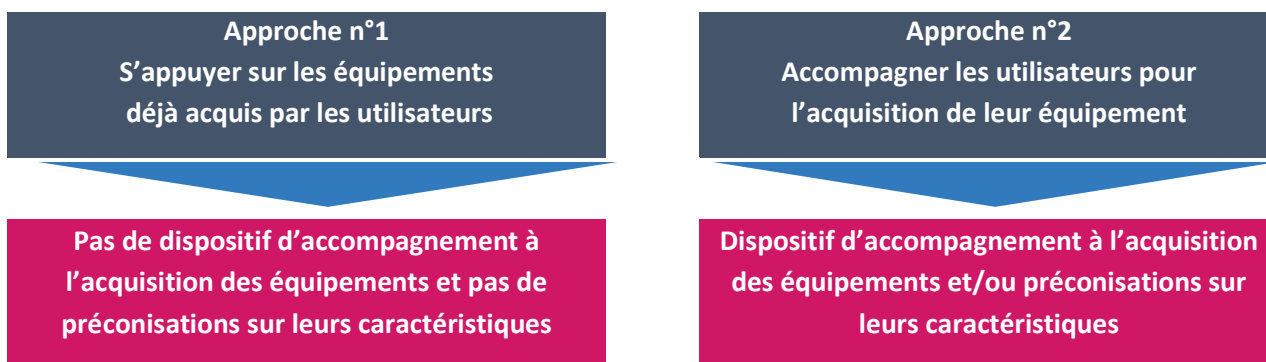 Approche n°1
S'appuyer sur les équipements
déjà acquis par les utilisateurs
Pas de dispositif d'accompagnement à
l'acquisition des équipements et pas de
préconisations sur leurs caractéristiques
Approche n°2
Accompagner les utilisateurs pour
l'acquisition de leur équipement
Dispositif d'accompagnement à l'acquisition
des équipements et/ou préconisations sur
leurs caractéristiques